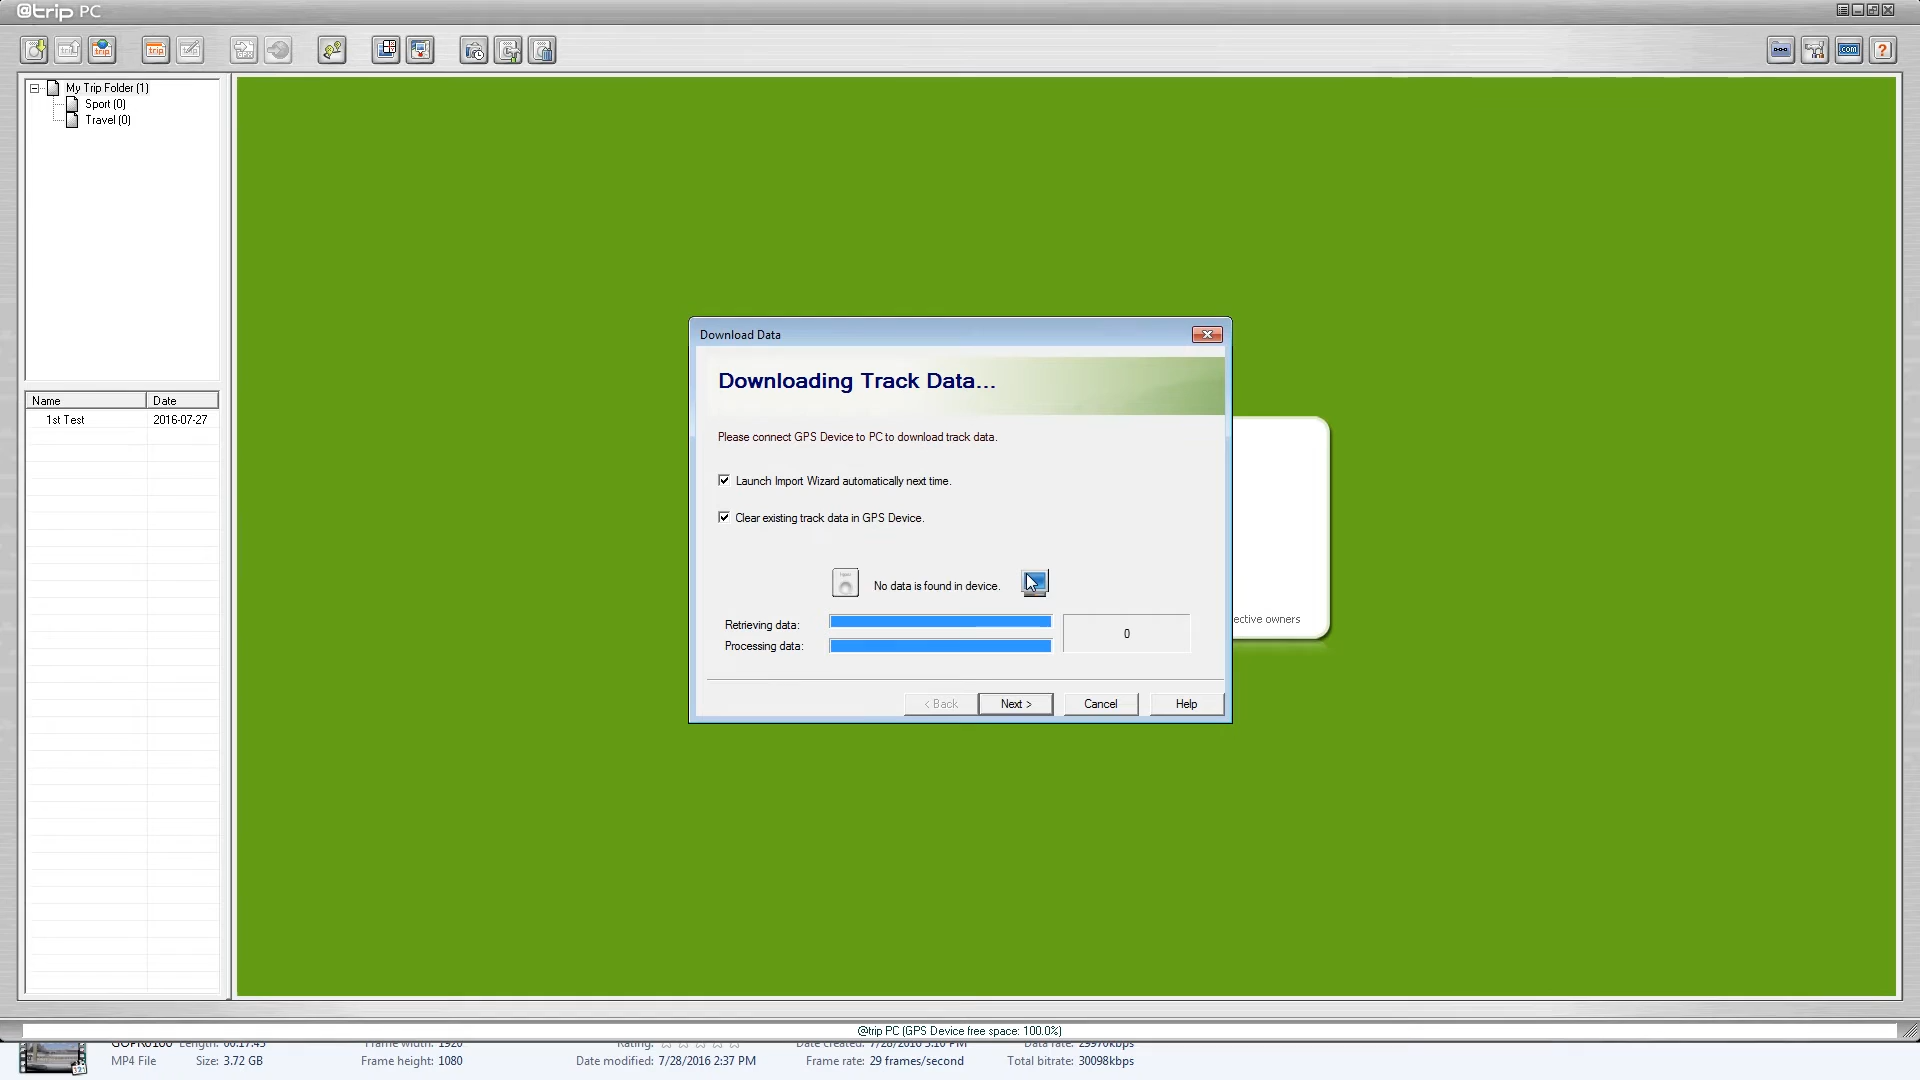 @trip PC
My Trip Folder (1)
Sport (0)
Travel (0)
Name Date
1st Test 2016-07-27
Download Data
Downloading Track Data...
Please connect GPS Device to PC to download track data.
Launch Import Wizard automatically next time.
Clear existing track data in GPS Device.
No data is found in device.
Retrieving data:
0
Processing data:
< Back Next > Cancel Help
ective owners
@trip PC (GPS Device free space: 100.0%)
GOPR0100 Length: 00:17:45 Frame width: 1920 Rating: Date created: 7/28/2016 3:10 PM Data rate: 29970kbps
MP4 File Size: 3.72 GB Frame height: 1080 Date modified: 7/28/2016 2:37 PM Frame rate: 29 frames/second Total bitrate: 30098kbps